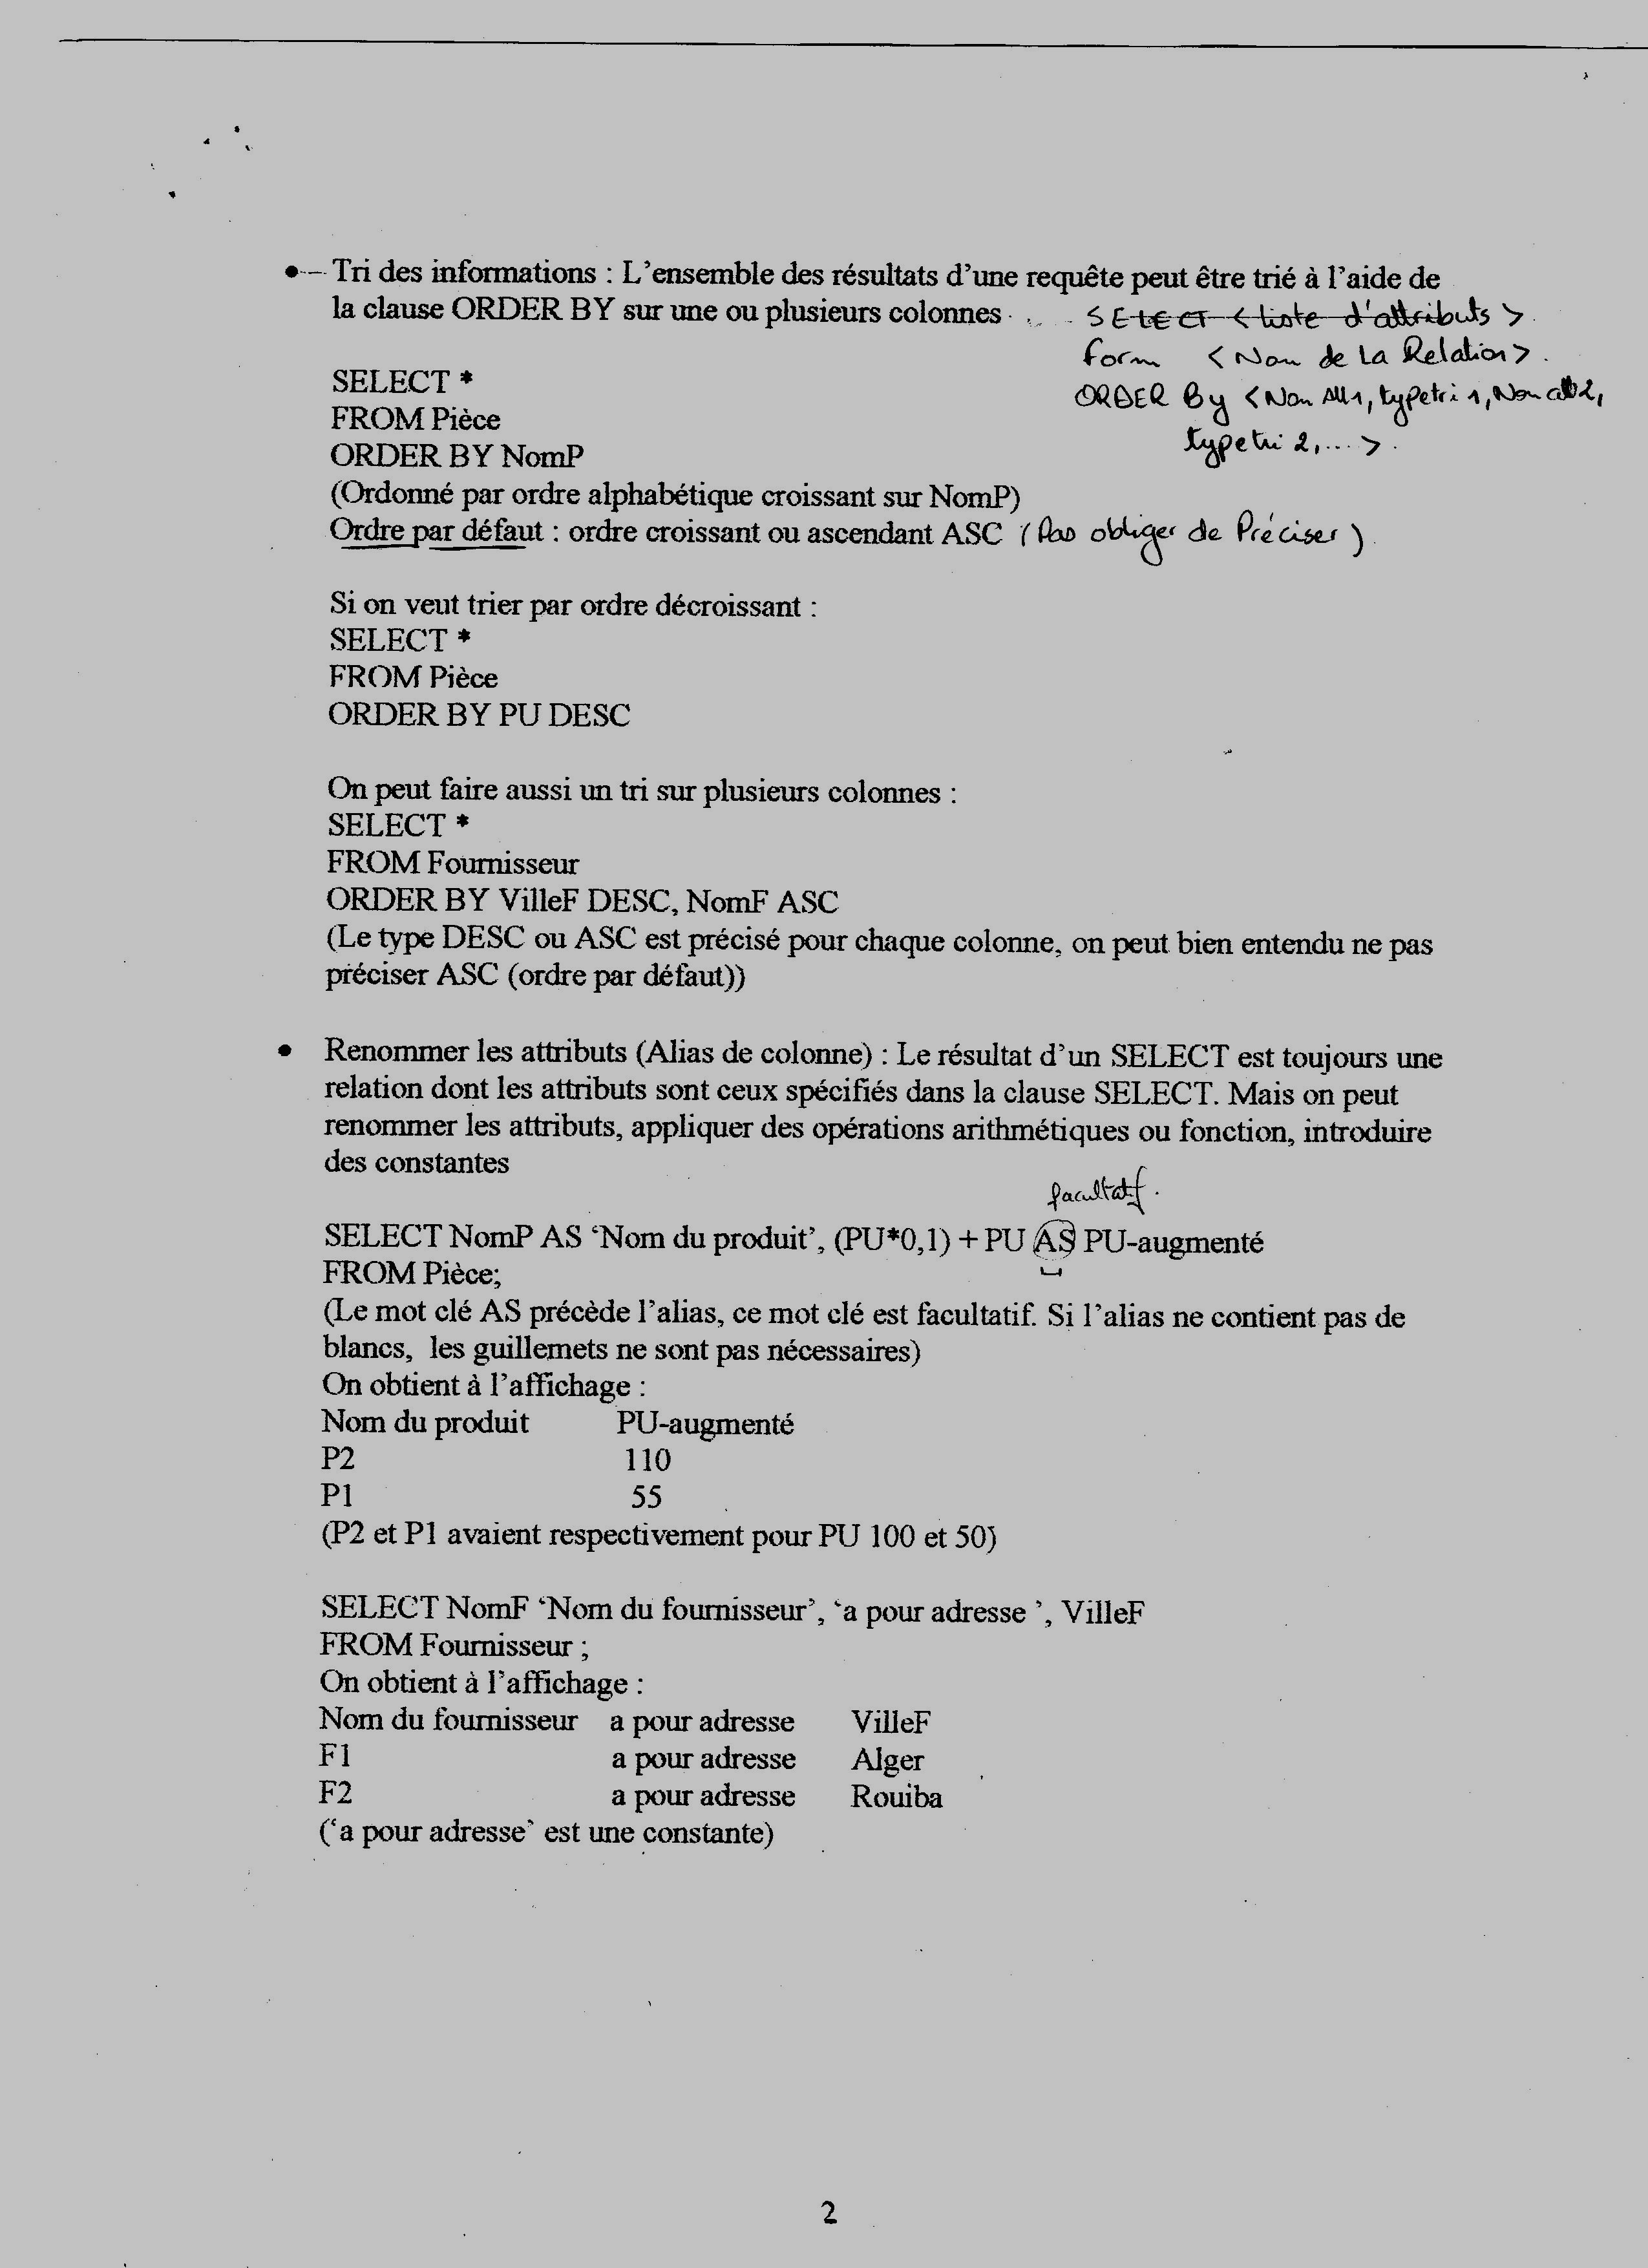 • Tri des informations : L'ensemble des résultats d'une requête peut être trié à l'aide de
la clause ORDER BY sur une ou plusieurs colonnes
SELECT <liste d'attributs>.
form <Nom de La Relation>.
ORDER By <Nom Att1, typetri 1, Nom att2,
typetri 2,...>.
SELECT *
FROM Pièce
ORDER BY NomP
(Ordonné par ordre alphabétique croissant sur NomP)
Ordre par défaut : ordre croissant ou ascendant ASC (Pas obliger de Préciser)
Si on veut trier par ordre décroissant :
SELECT *
FROM Pièce
ORDER BY PU DESC
On peut faire aussi un tri sur plusieurs colonnes :
SELECT *
FROM Fournisseur
ORDER BY VilleF DESC, NomF ASC
(Le type DESC ou ASC est précisé pour chaque colonne, on peut bien entendu ne pas
préciser ASC (ordre par défaut))
• Renommer les attributs (Alias de colonne) : Le résultat d'un SELECT est toujours une
relation dont les attributs sont ceux spécifiés dans la clause SELECT. Mais on peut
renommer les attributs, appliquer des opérations arithmétiques ou fonction, introduire
des constantes
facultatif.
SELECT NomP AS ‘Nom du produit’, (PU*0,1) + PU AS PU-augmenté
FROM Pièce;
(Le mot clé AS précède l'alias, ce mot clé est facultatif. Si l'alias ne contient pas de
blancs, les guillemets ne sont pas nécessaires)
On obtient à l'affichage :
Nom du produit PU-augmenté
P2 110
P1 55
(P2 et P1 avaient respectivement pour PU 100 et 50)
SELECT NomF ‘Nom du fournisseur’, ‘a pour adresse ’, VilleF
FROM Fournisseur ;
On obtient à l'affichage :
Nom du fournisseur a pour adresse VilleF
F1 a pour adresse Alger
F2 a pour adresse Rouiba
(‘a pour adresse’ est une constante)
2